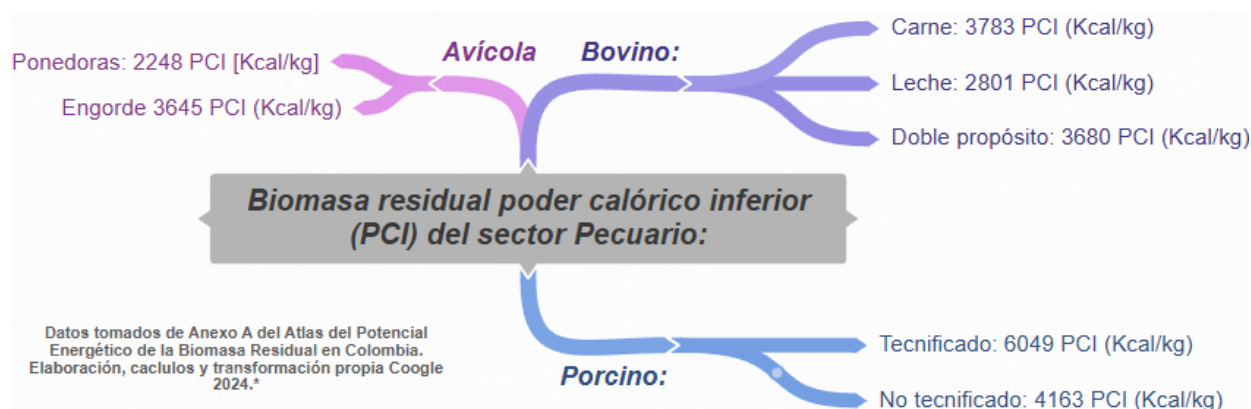 Avícola
Ponedoras: 2248 PCI [Kcal/kg]
Engorde 3645 PCI (Kcal/kg)
Bovino:
Carne: 3783 PCI (Kcal/kg)
Leche: 2801 PCI (Kcal/kg)
Doble propósito: 3680 PCI (Kcal/kg)
Biomasa residual poder calórico inferior
(PCI) del sector Pecuario:
Porcino:
Tecnificado: 6049 PCI (Kcal/kg)
No tecnificado: 4163 PCI (Kcal/kg)
Datos tomados de Anexo A del Atlas del Potencial
Energético de la Biomasa Residual en Colombia.
Elaboración, caclulos y transformación propia Coogle
2024.*